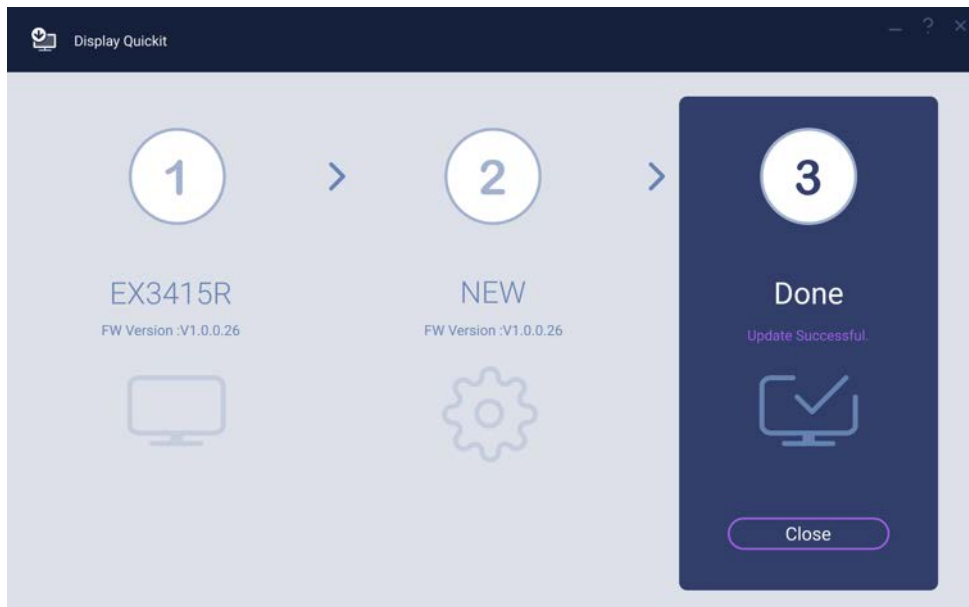 Display Quickit
1
2
3
EX3415R
NEW
Done
FW Version :V1.0.0.26
FW Version :V1.0.0.26
Update Successful.
Close